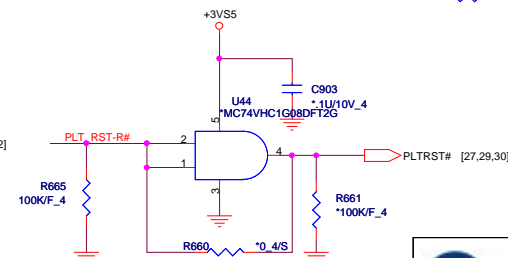 +3VS5
C903
*.1U/10V_4
U44
*MC74VHC1G08DFT2G
5
2]
PLT_RST-R#
2
4
PLTRST# [27,29,30]
1
3
R665
100K/F_4
R661
*100K/F_4
R660
*0_4/S